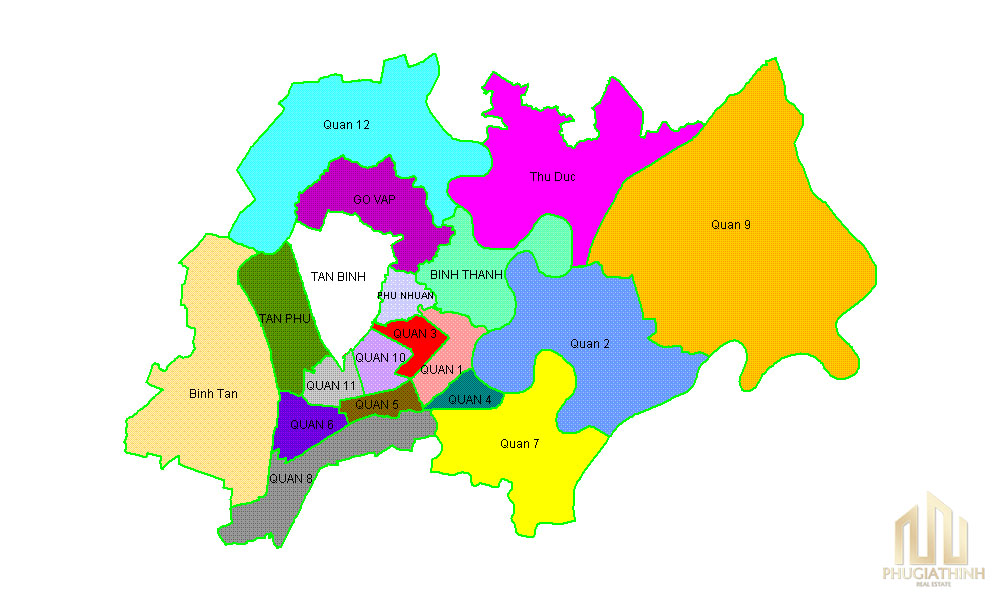 Quan 12
Thu Duc
GO VAP
Quan 9
TAN BINH
BINH THANH
PHU NHUAN
TAN PHU
QUAN 3
Quan 2
QUAN 10
QUAN 1
QUAN 11
Binh Tan
QUAN 4
QUAN 5
QUAN 6
Quan 7
QUAN 8
PHUGIATHINH
REAL ESTATE